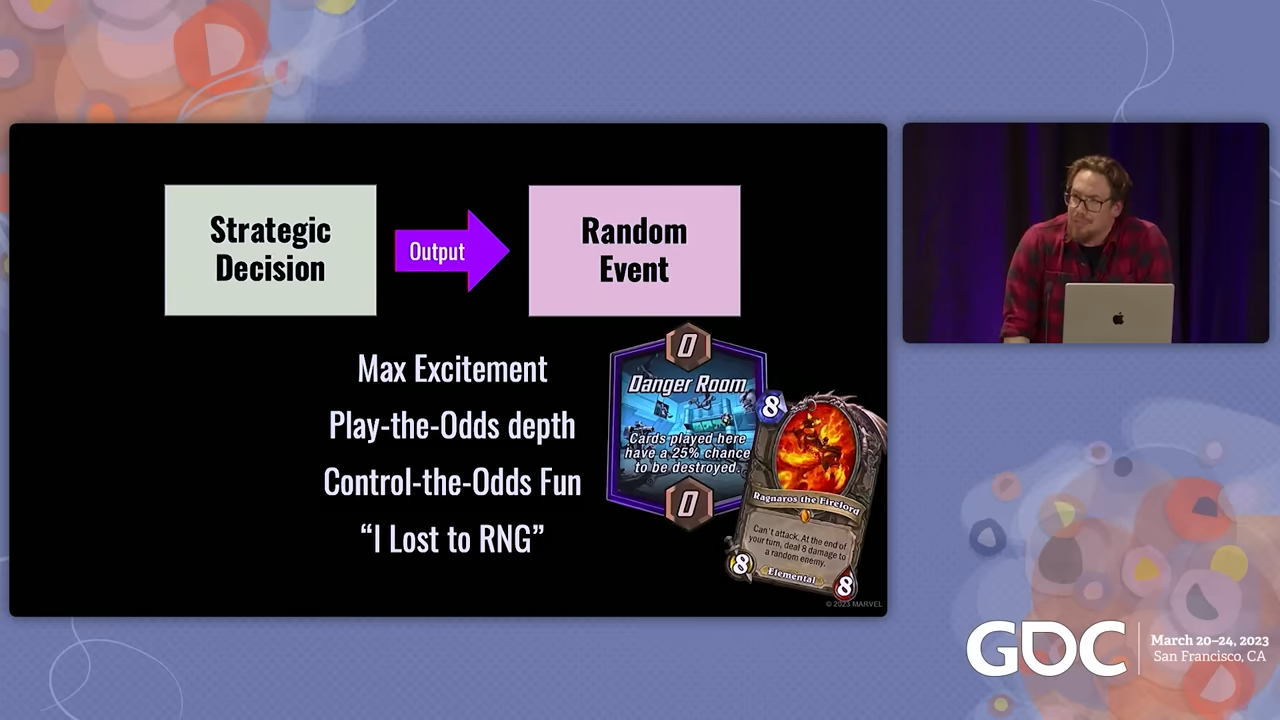 Strategic
Decision
Output
Random
Event
Max Excitement
Play-the-Odds depth
Control-the-Odds Fun
“I Lost to RNG”
0
Danger Room
Cards played here
have a 25% chance
to be destroyed.
0
8
Ragnaros the Firelord
Can't attack. At the end of
your turn, deal 8 damage to
a random enemy.
8
Elemental
8
© 2023 MARVEL
GDC
March 20–24, 2023
San Francisco, CA